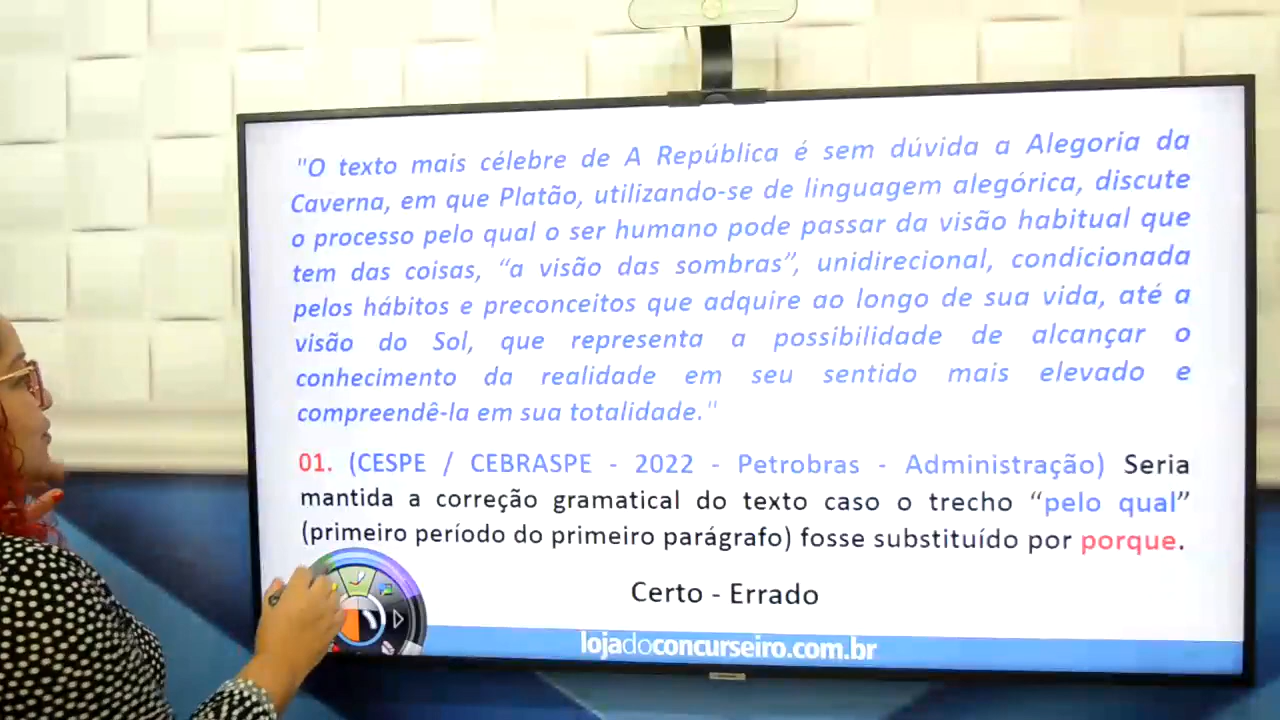 "O texto mais célebre de A República é sem dúvida a Alegoria da
Caverna, em que Platão, utilizando-se de linguagem alegórica, discute
o processo pelo qual o ser humano pode passar da visão habitual que
tem das coisas, “a visão das sombras”, unidirecional, condicionada
pelos hábitos e preconceitos que adquire ao longo de sua vida, até a
visão do Sol, que representa a possibilidade de alcançar o
conhecimento da realidade em seu sentido mais elevado e
compreendê-la em sua totalidade."
01. (CESPE / CEBRASPE - 2022 - Petrobras - Administração) Seria
mantida a correção gramatical do texto caso o trecho “pelo qual”
(primeiro período do primeiro parágrafo) fosse substituído por porque.
Certo - Errado
lojadoconcurseiro.com.br